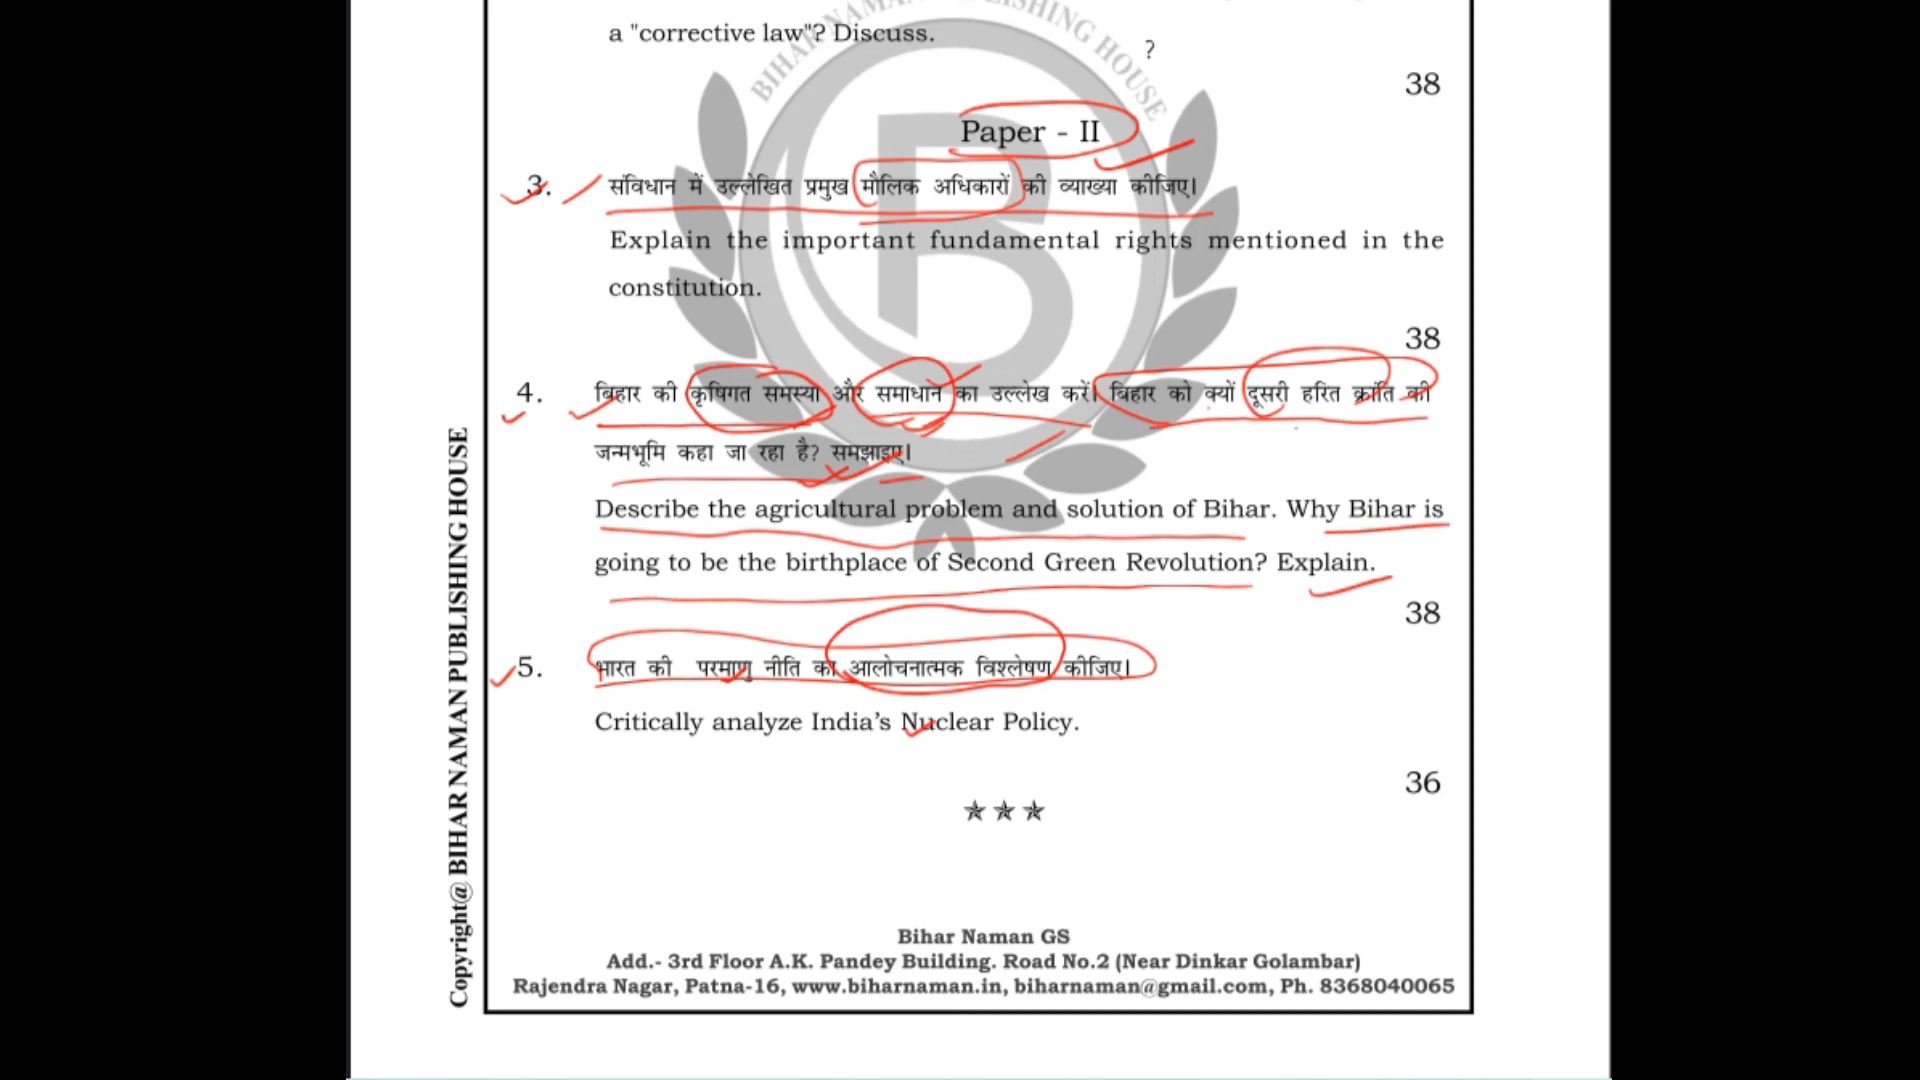 a "corrective law"? Discuss.
?
38
BIHAR NAMAN PUBLISHING HOUSE
Paper - II
3. संविधान में उल्लेखित प्रमुख मौलिक अधिकारों की व्याख्या कीजिए।
Explain the important fundamental rights mentioned in the
constitution.
38
4. बिहार की कृषिगत समस्या और समाधान का उल्लेख करें। बिहार को क्यों दूसरी हरित क्रांति की
जन्मभूमि कहा जा रहा है? समझाइए।
Describe the agricultural problem and solution of Bihar. Why Bihar is
going to be the birthplace of Second Green Revolution? Explain.
38
5. भारत की परमाणु नीति का आलोचनात्मक विश्लेषण कीजिए।
Critically analyze India's Nuclear Policy.
36
Copyright@ BIHAR NAMAN PUBLISHING HOUSE
Bihar Naman GS
Add.- 3rd Floor A.K. Pandey Building. Road No.2 (Near Dinkar Golambar)
Rajendra Nagar, Patna-16, www.biharnaman.in, biharnaman@gmail.com, Ph. 8368040065